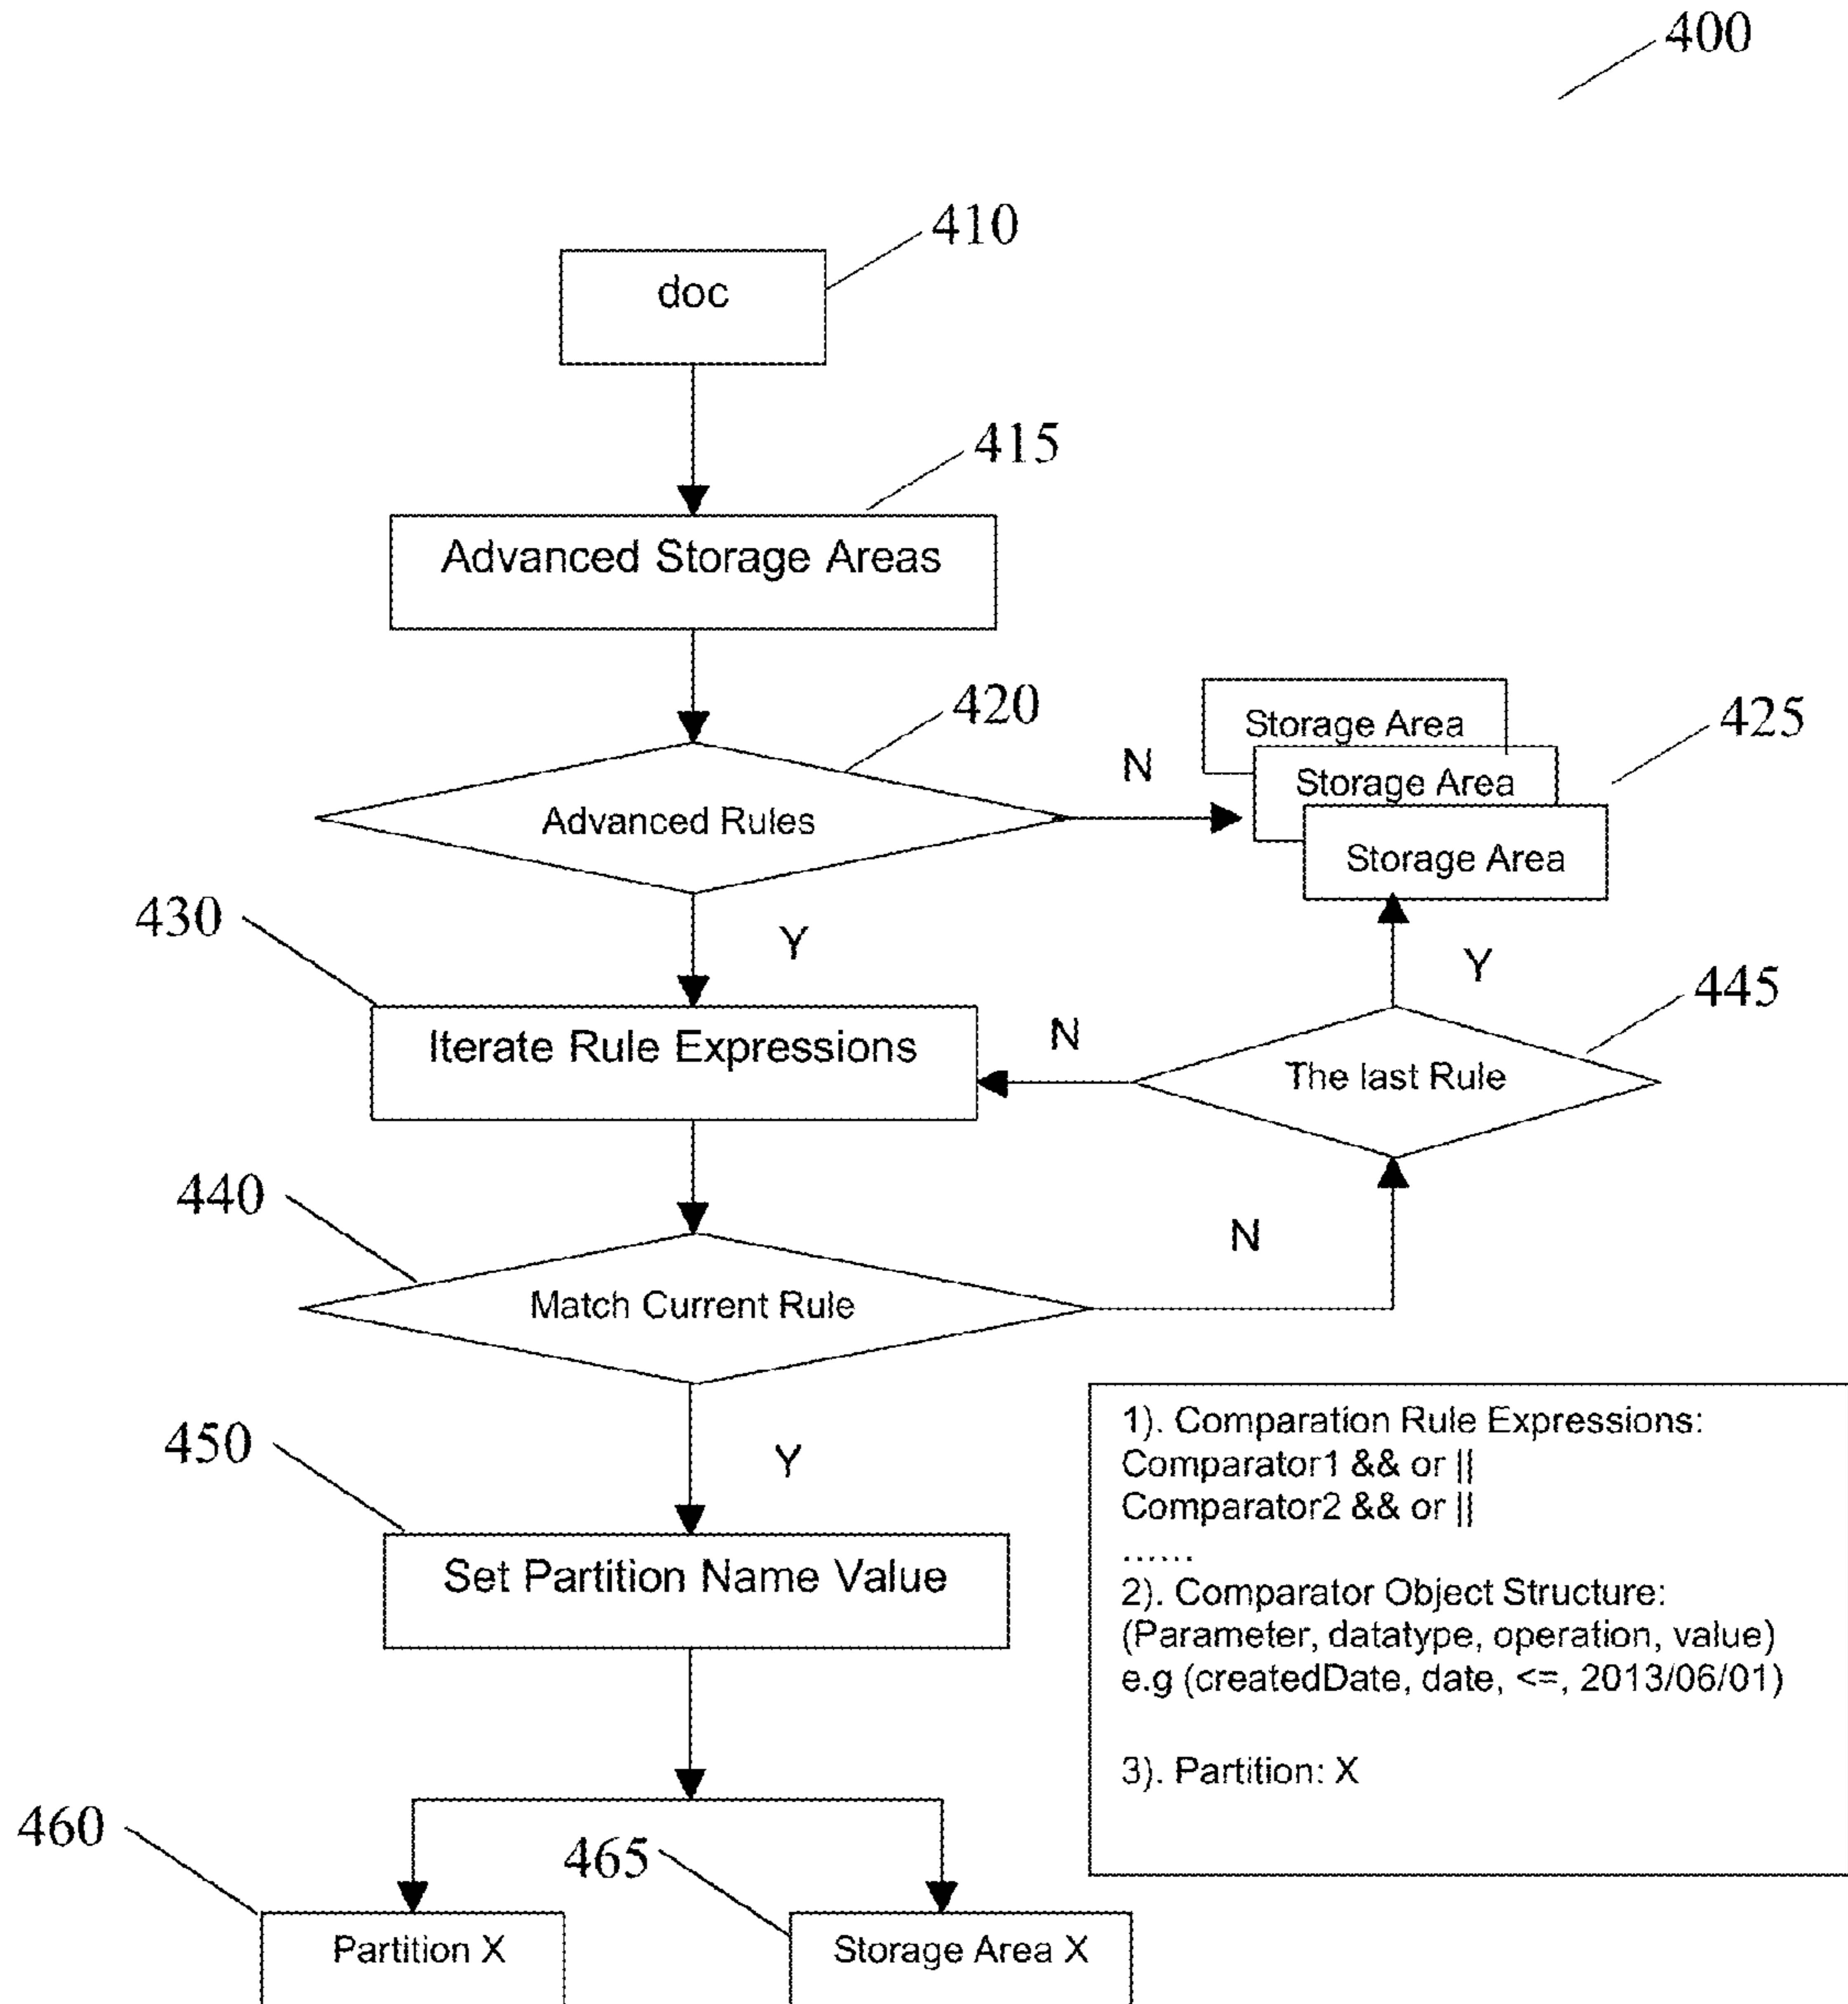 400
410
doc
415
Advanced Storage Areas
420
Advanced Rules
N
Storage Area
Storage Area
Storage Area
425
430
Y
Y
Iterate Rule Expressions
N
The last Rule
445
440
Match Current Rule
N
450
Y
Set Partition Name Value
1). Comparation Rule Expressions:
Comparator1 && or ||
Comparator2 && or ||
......
2). Comparator Object Structure:
(Parameter, datatype, operation, value)
e.g (createdDate, date, <=, 2013/06/01)
3). Partition: X
460
465
Partition X
Storage Area X